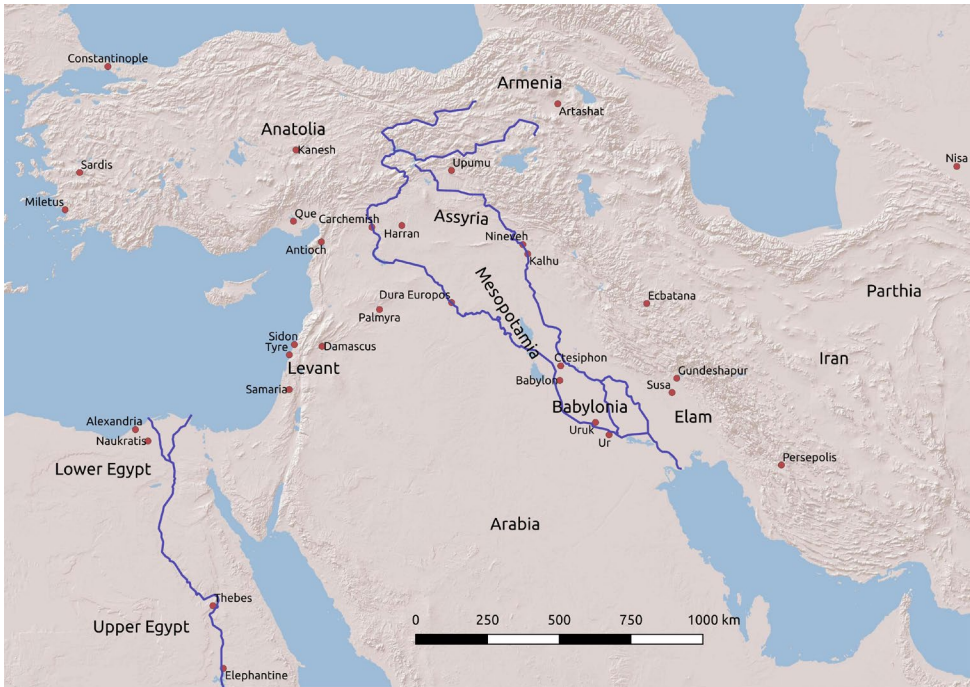 Constantinople
Armenia
Artashat
Anatolia
Kanesh
Nisa
Sardis
Upumu
Miletus
Que
Carchemish
Assyria
Harran
Nineveh
Antioch
Kalhu
Mesopotamia
Dura Europos
Ecbatana
Parthia
Palmyra
Sidon
Tyre
Damascus
Ctesiphon
Iran
Levant
Gundeshapur
Babylon
Susa
Samaria
Babylonia
Elam
Alexandria
Uruk
Naukratis
Ur
Lower Egypt
Persepolis
Arabia
Thebes
Upper Egypt
0 250 500 750 1000 km
Elephantine